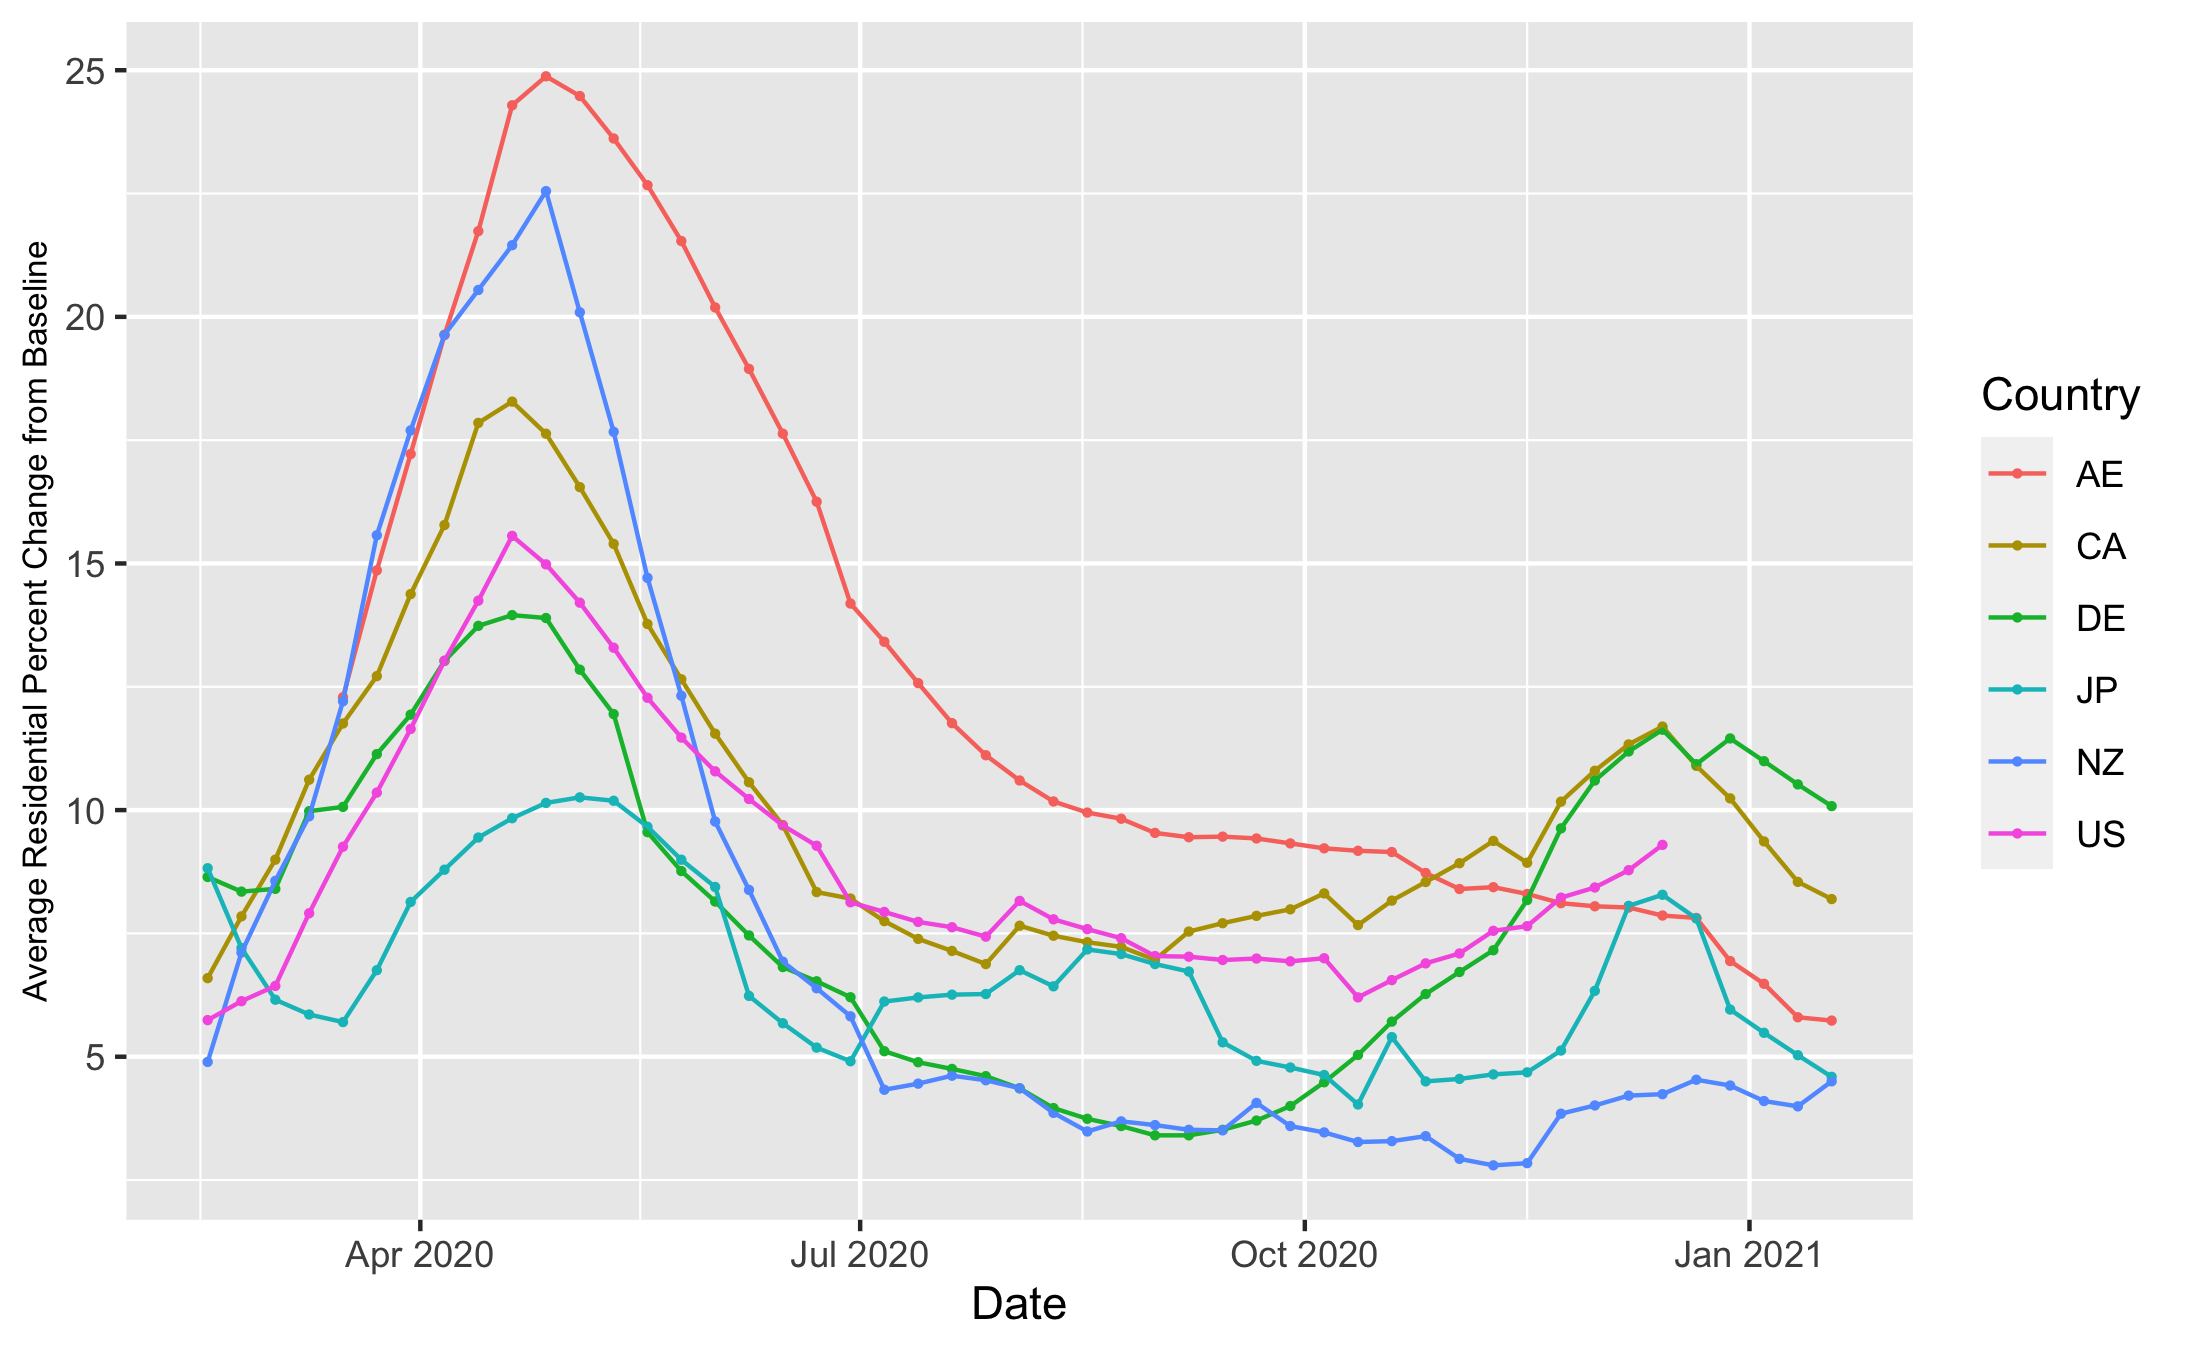 Average Residential Percent Change from Baseline
25
20
15
10
5
Apr 2020
Jul 2020
Oct 2020
Jan 2021
Date
Country
AE
CA
DE
JP
NZ
US